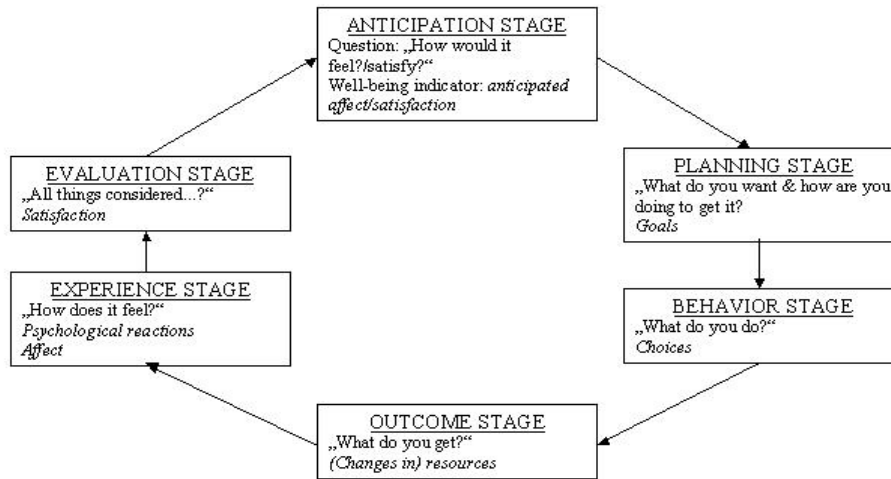 ANTICIPATION STAGE
Question: „How would it
feel?/satisfy?“
Well-being indicator: anticipated
affect/satisfaction
PLANNING STAGE
„What do you want & how are you
doing to get it?
Goals
BEHAVIOR STAGE
„What do you do?“
Choices
OUTCOME STAGE
„What do you get?“
(Changes in) resources
EXPERIENCE STAGE
„How does it feel?“
Psychological reactions
Affect
EVALUATION STAGE
„All things considered...?“
Satisfaction